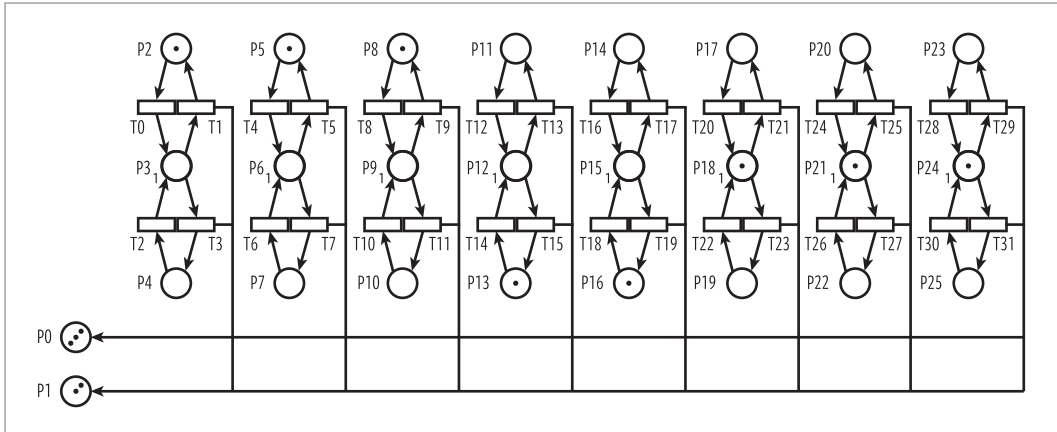 P2 P5 P8 P11 P14 P17 P20 P23
T0 T1 T4 T5 T8 T9 T12 T13 T16 T17 T20 T21 T24 T25 T28 T29
P3 1 P6 1 P9 1 P12 1 P15 1 P18 1 P21 1 P24 1
T2 T3 T6 T7 T10 T11 T14 T15 T18 T19 T22 T23 T26 T27 T30 T31
P4 P7 P10 P13 P16 P19 P22 P25
P0
P1